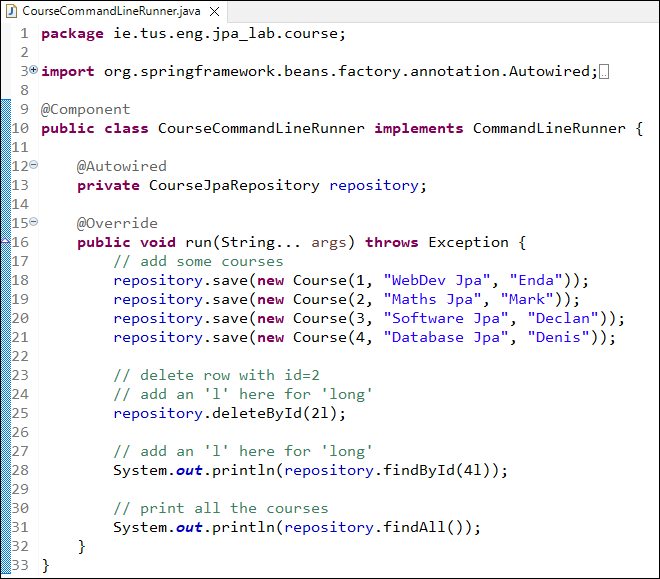 CourseCommandLineRunner.java
1 package ie.tus.eng.jpa_lab.course;
2
3 import org.springframework.beans.factory.annotation.Autowired;
8
9 @Component
10 public class CourseCommandLineRunner implements CommandLineRunner {
11
12     @Autowired
13     private CourseJpaRepository repository;
14
15     @Override
16     public void run(String... args) throws Exception {
17         // add some courses
18         repository.save(new Course(1, "WebDev Jpa", "Enda"));
19         repository.save(new Course(2, "Maths Jpa", "Mark"));
20         repository.save(new Course(3, "Software Jpa", "Declan"));
21         repository.save(new Course(4, "Database Jpa", "Denis"));
22
23         // delete row with id=2
24         // add an 'l' here for 'long'
25         repository.deleteById(2l);
26
27         // add an 'l' here for 'long'
28         System.out.println(repository.findById(4l));
29
30         // print all the courses
31         System.out.println(repository.findAll());
32     }
33 }